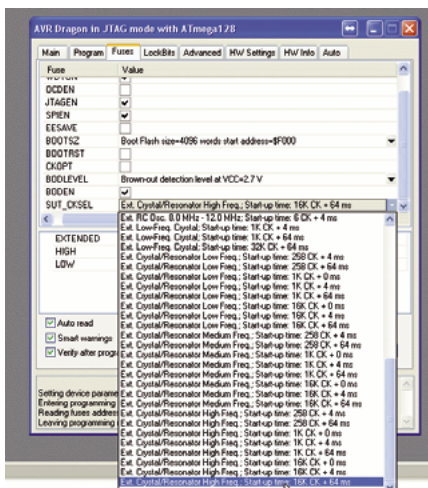 AVR Dragon in JTAG mode with ATmega128
Main Program Fuses LockBits Advanced HW Settings HW Info Auto
Fuse Value
OCDEN
JTAGEN
SPIEN
EESAVE
BOOTSZ Boot Flash size=4096 words start address=$F000
BOOTRST
CKOPT
BODLEVEL Brown-out detection level at VCC=2.7 V
BODEN
SUT_CKSEL Ext. Crystal/Resonator High Freq.; Start-up time: 16K CK + 64 ms
Ext. RC Osc. 8.0 MHz - 12.0 MHz; Start-up time: 6 CK + 4 ms
Ext. Low-Freq. Crystal; Start-up time: 1K CK + 4 ms
Ext. Low-Freq. Crystal; Start-up time: 1K CK + 64 ms
Ext. Low-Freq. Crystal; Start-up time: 32K CK + 64 ms
Ext. Crystal/Resonator Low Freq.; Start-up time: 258 CK + 4 ms
Ext. Crystal/Resonator Low Freq.; Start-up time: 258 CK + 64 ms
Ext. Crystal/Resonator Low Freq.; Start-up time: 1K CK + 0 ms
Ext. Crystal/Resonator Low Freq.; Start-up time: 1K CK + 4 ms
Ext. Crystal/Resonator Low Freq.; Start-up time: 1K CK + 64 ms
Ext. Crystal/Resonator Low Freq.; Start-up time: 16K CK + 0 ms
Ext. Crystal/Resonator Low Freq.; Start-up time: 16K CK + 4 ms
Ext. Crystal/Resonator Low Freq.; Start-up time: 16K CK + 64 ms
Ext. Crystal/Resonator Medium Freq.; Start-up time: 258 CK + 4 ms
Ext. Crystal/Resonator Medium Freq.; Start-up time: 258 CK + 64 ms
Ext. Crystal/Resonator Medium Freq.; Start-up time: 1K CK + 0 ms
Ext. Crystal/Resonator Medium Freq.; Start-up time: 1K CK + 4 ms
Ext. Crystal/Resonator Medium Freq.; Start-up time: 1K CK + 64 ms
Ext. Crystal/Resonator Medium Freq.; Start-up time: 16K CK + 0 ms
Ext. Crystal/Resonator Medium Freq.; Start-up time: 16K CK + 4 ms
Ext. Crystal/Resonator Medium Freq.; Start-up time: 16K CK + 64 ms
Ext. Crystal/Resonator High Freq.; Start-up time: 258 CK + 4 ms
Ext. Crystal/Resonator High Freq.; Start-up time: 258 CK + 64 ms
Ext. Crystal/Resonator High Freq.; Start-up time: 1K CK + 0 ms
Ext. Crystal/Resonator High Freq.; Start-up time: 1K CK + 4 ms
Ext. Crystal/Resonator High Freq.; Start-up time: 1K CK + 64 ms
Ext. Crystal/Resonator High Freq.; Start-up time: 16K CK + 0 ms
Ext. Crystal/Resonator High Freq.; Start-up time: 16K CK + 4 ms
Ext. Crystal/Resonator High Freq.; Start-up time: 16K CK + 64 ms
EXTENDED
HIGH
LOW
Auto read
Smart warnings
Verify after progr
Setting device parame
Entering programming
Reading fuses addres
Leaving programming